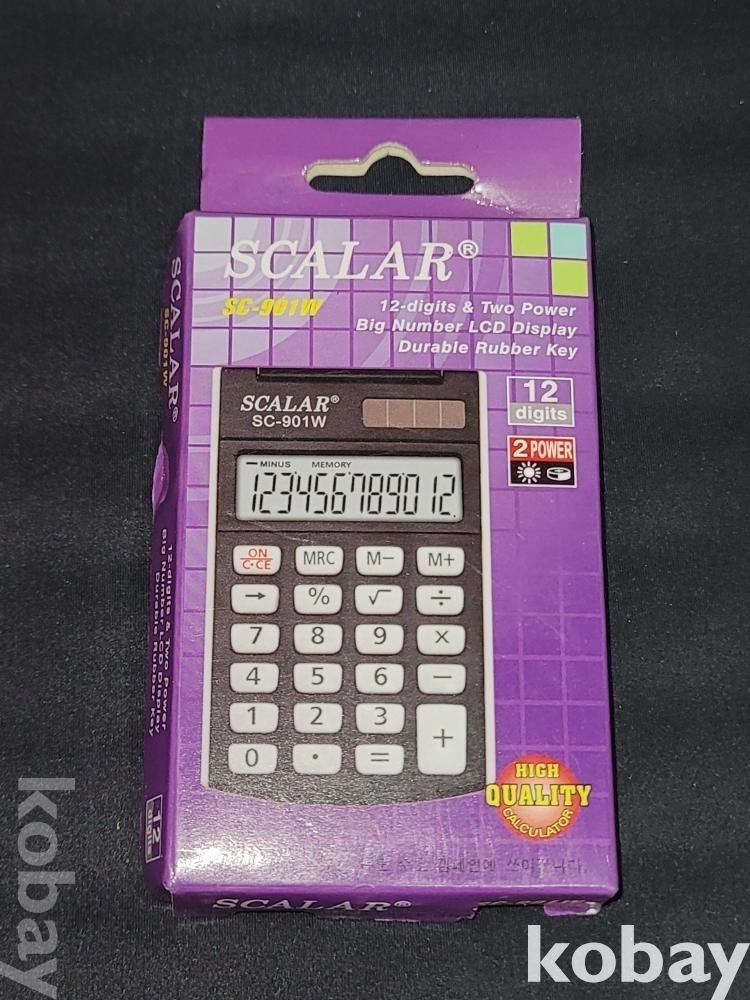 SCALAR®
SC-901W
12-digits & Two Power
Big Number LCD Display
Durable Rubber Key
12
digits
2 POWER
SCALAR®
SC-901W
MINUS MEMORY
123456789012
ON
C•CE
MRC
M−
M+
→
%
√
÷
7
8
9
×
4
5
6
−
1
2
3
+
0
•
=
HIGH
QUALITY
CALCULATOR
SCALAR®
SC-901W
12-digits & Two power
Big Number LCD Display
Durable Rubber Key
12
digits
SCALAR®
kobay
kobay